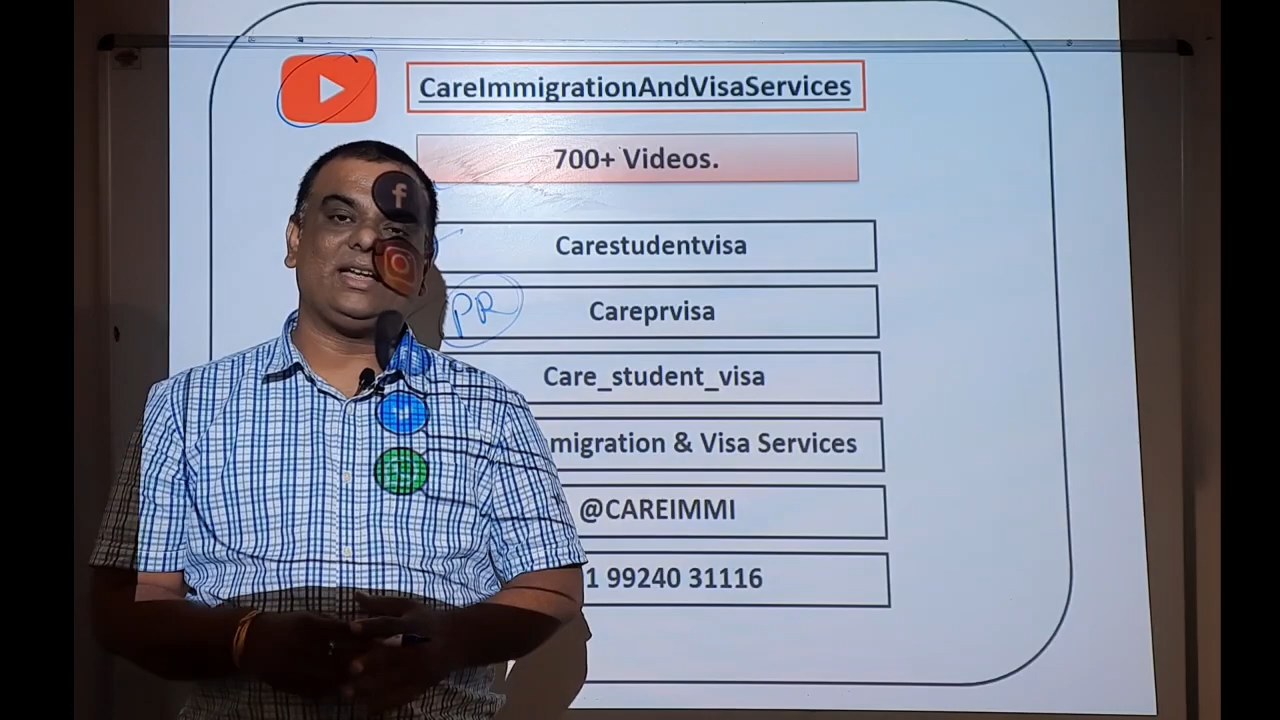 CareImmigrationAndVisaServices
700+ Videos.
Carestudentvisa
PR
Careprvisa
Care_student_visa
migration & Visa Services
@CAREIMMI
1 99240 31116